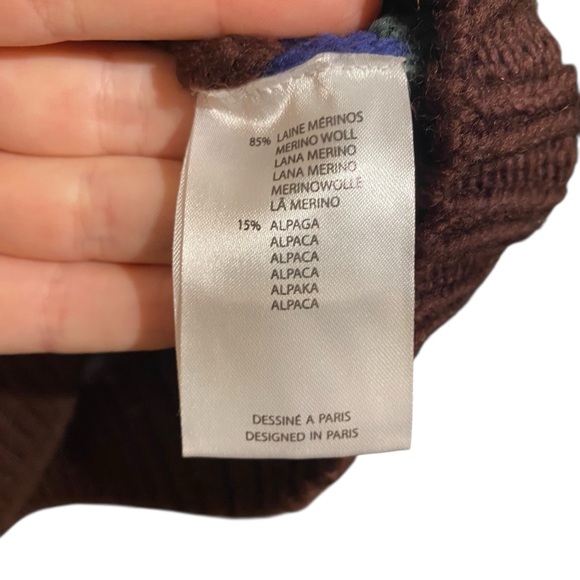 85% LAINE MÉRINOS
MERINO WOLL
LANA MERINO
LANA MERINO
MERINOWOLLE
LÃ MERINO
15% ALPAGA
ALPACA
ALPACA
ALPACA
ALPAKA
ALPACA
DESSINÉ A PARIS
DESIGNED IN PARIS